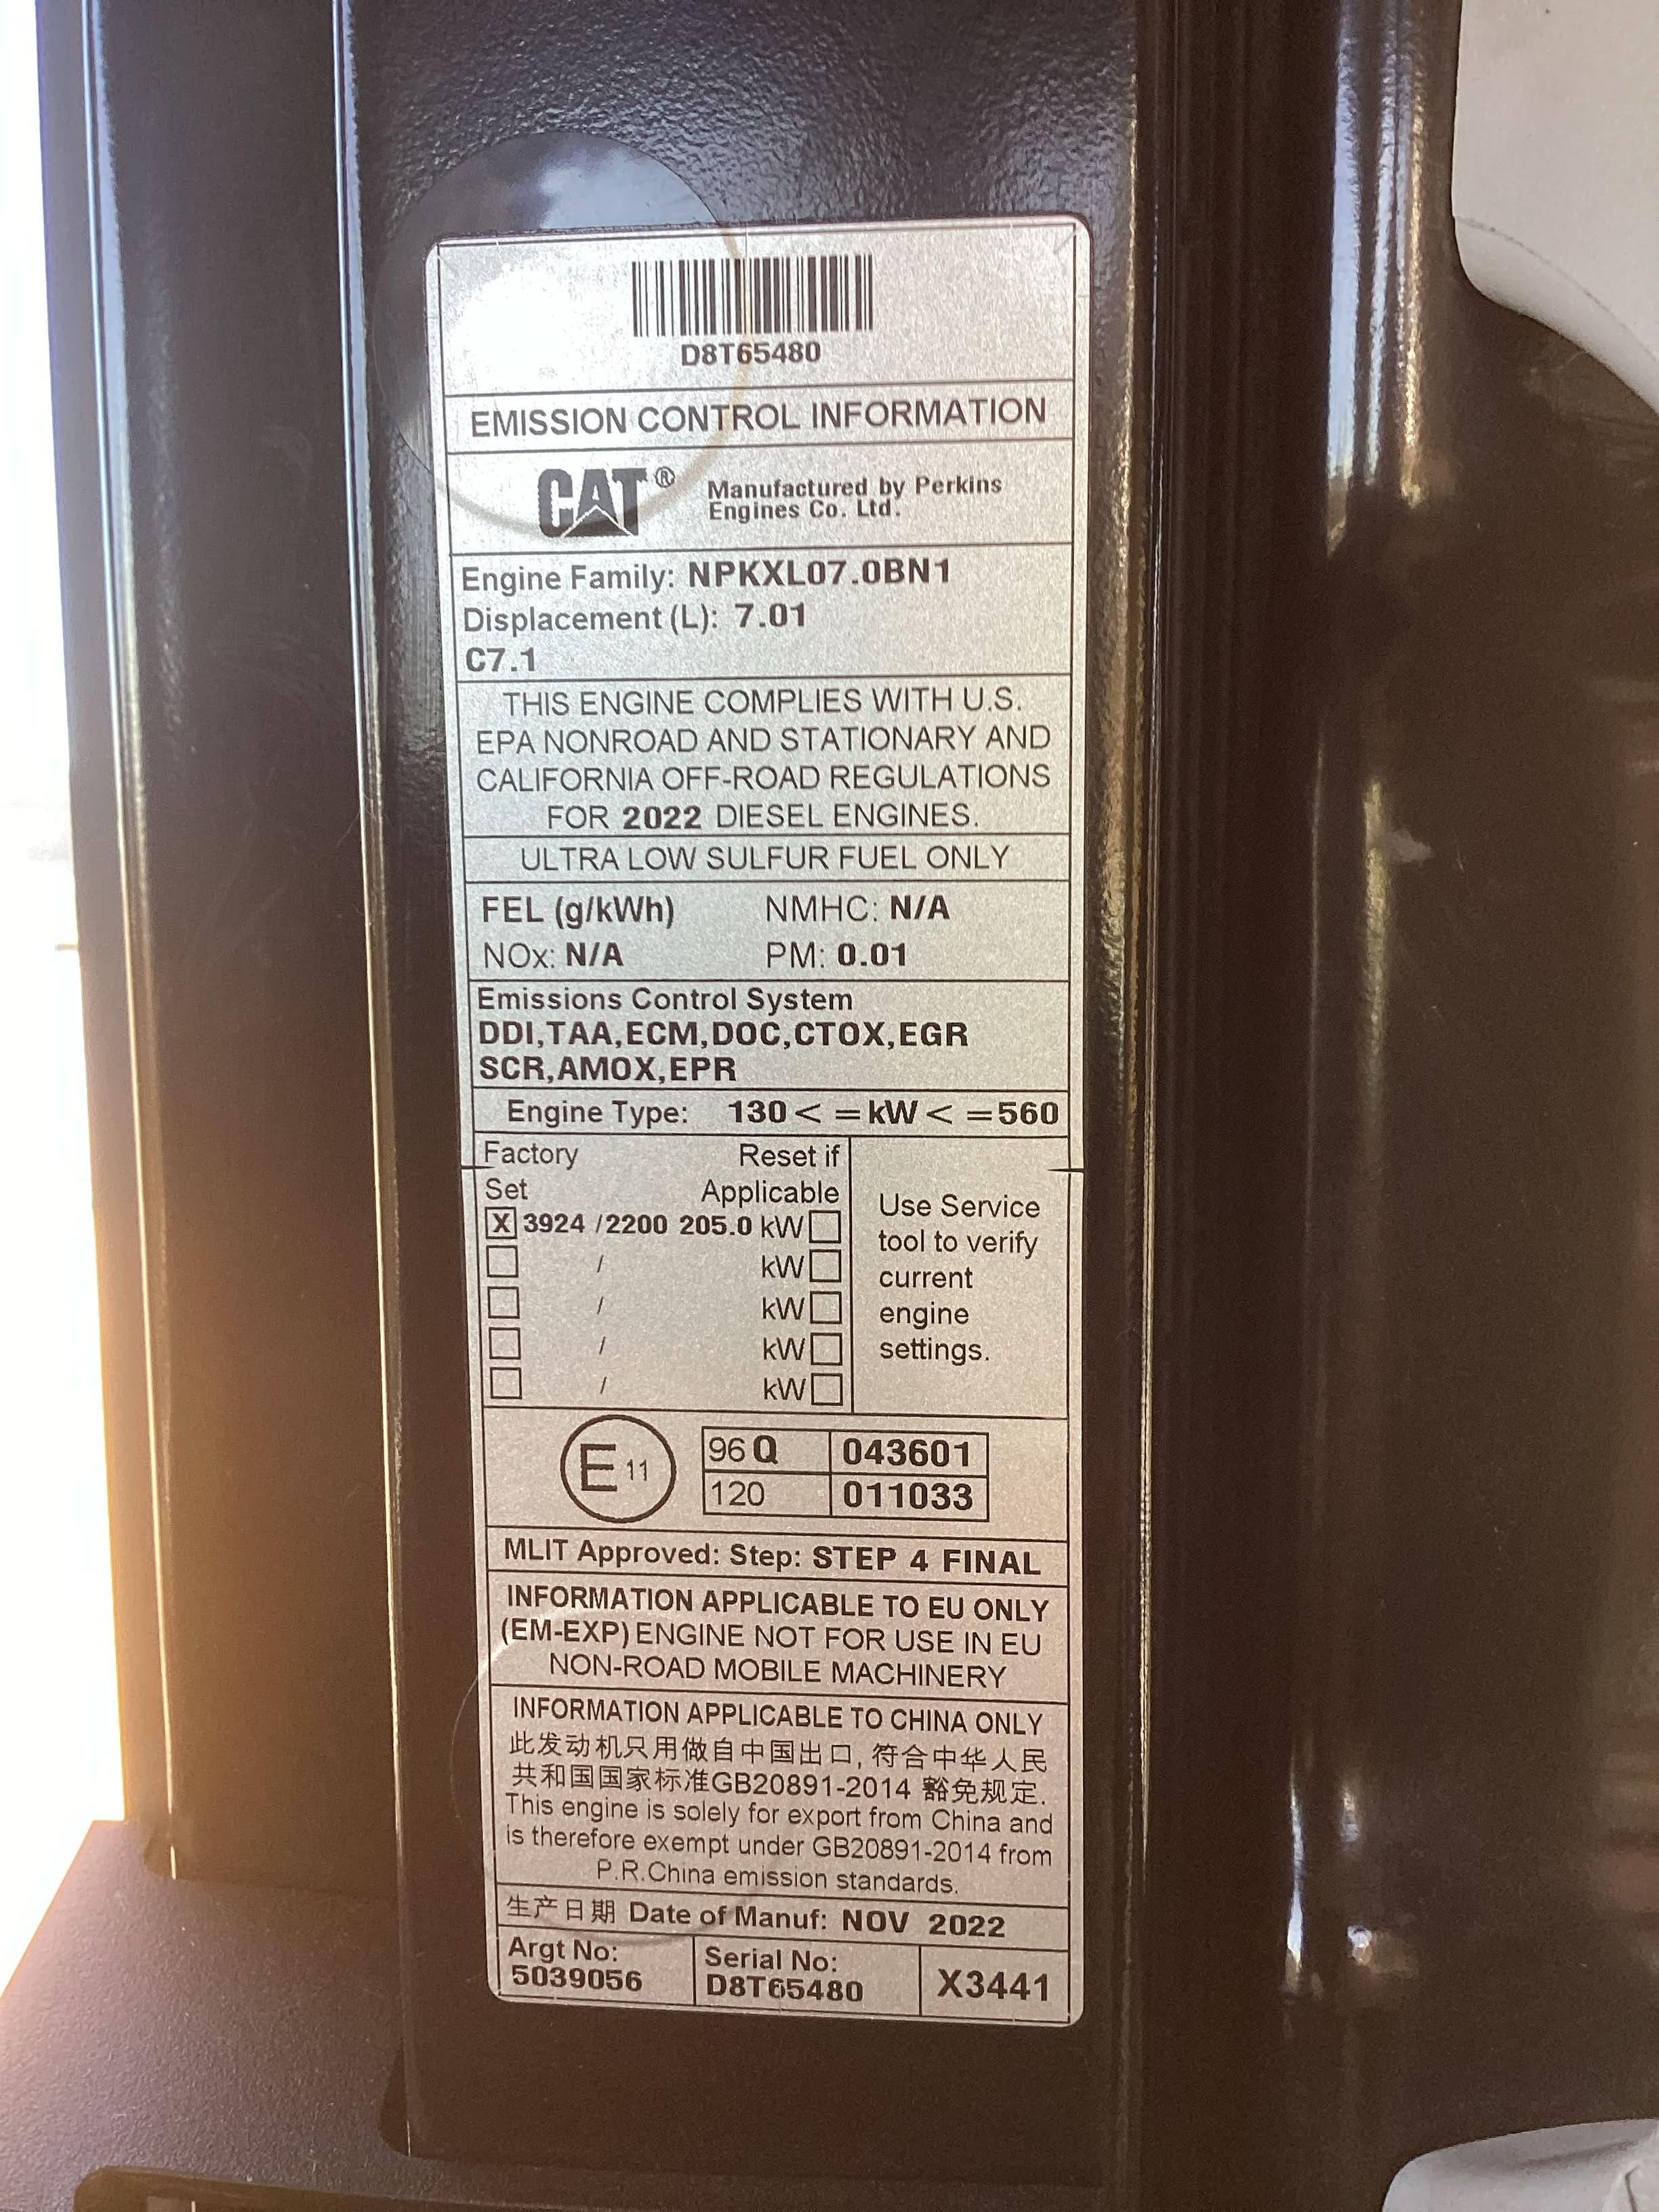 D8T65480
EMISSION CONTROL INFORMATION
CAT® Manufactured by Perkins
Engines Co. Ltd.
Engine Family: NPKXL07.0BN1
Displacement (L): 7.01
C7.1
THIS ENGINE COMPLIES WITH U.S.
EPA NONROAD AND STATIONARY AND
CALIFORNIA OFF-ROAD REGULATIONS
FOR 2022 DIESEL ENGINES.
ULTRA LOW SULFUR FUEL ONLY
FEL (g/kWh) NMHC: N/A
NOx: N/A PM: 0.01
Emissions Control System
DDI,TAA,ECM,DOC,CTOX,EGR
SCR,AMOX,EPR
Engine Type: 130 < = kW < = 560
Factory Reset if
Set Applicable
X 3924 /2200 205.0 kW
/ kW
/ kW
/ kW
/ kW
Use Service
tool to verify
current
engine
settings.
E 11
96 Q 043601
120 011033
MLIT Approved: Step: STEP 4 FINAL
INFORMATION APPLICABLE TO EU ONLY
(EM-EXP) ENGINE NOT FOR USE IN EU
NON-ROAD MOBILE MACHINERY
INFORMATION APPLICABLE TO CHINA ONLY
此发动机只用做自中国出口, 符合中华人民
共和国国家标准GB20891-2014 豁免规定.
This engine is solely for export from China and
is therefore exempt under GB20891-2014 from
P.R.China emission standards.
生产日期 Date of Manuf: NOV 2022
Argt No:
5039056
Serial No:
D8T65480
X3441